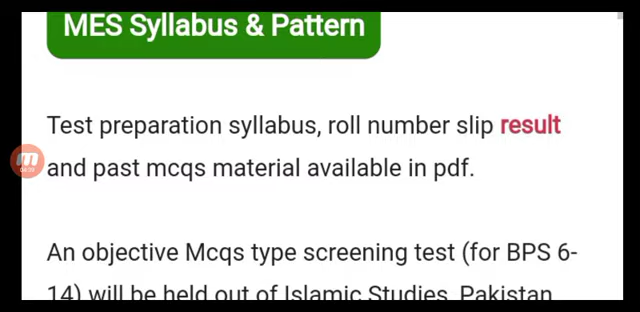 MES Syllabus & Pattern
Test preparation syllabus, roll number slip result
and past mcqs material available in pdf.
An objective Mcqs type screening test (for BPS 6-
14) will be held out of Islamic Studies, Pakistan